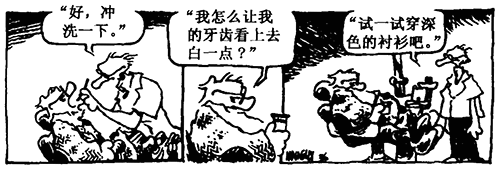 “好，冲
洗一下。”
“我怎么让我
的牙齿看上去
白一点？”
“试一试穿深
色的衬衫吧。”